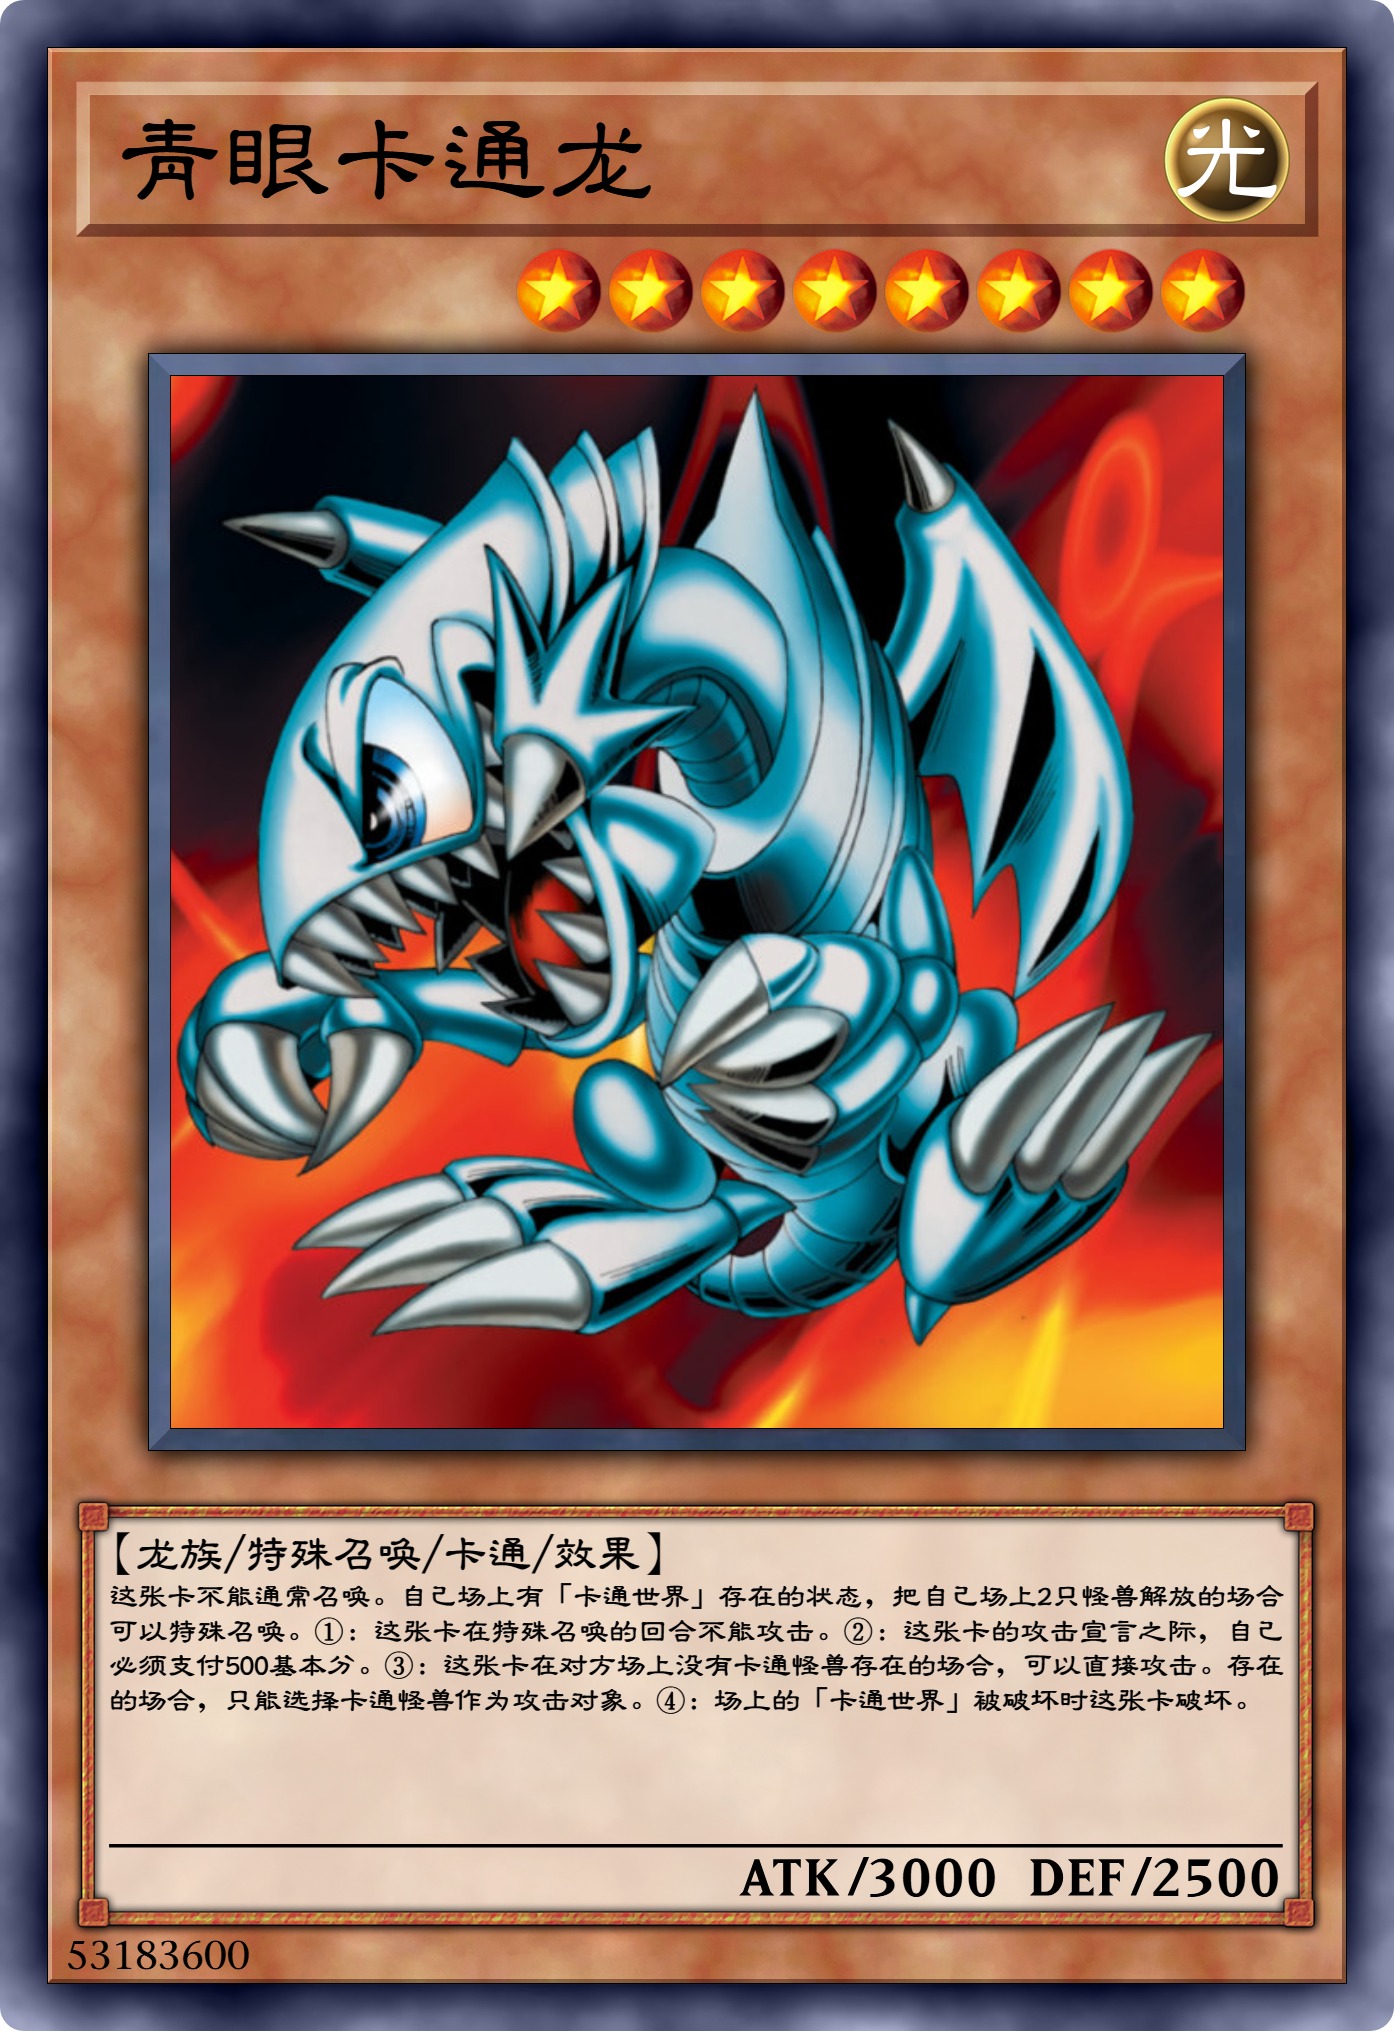 青眼卡通龙
光
【龙族/特殊召唤/卡通/效果】
这张卡不能通常召唤。自己场上有「卡通世界」存在的状态，把自己场上2只怪兽解放的场合
可以特殊召唤。①：这张卡在特殊召唤的回合不能攻击。②：这张卡的攻击宣言之际，自己
必须支付500基本分。③：这张卡在对方场上没有卡通怪兽存在的场合，可以直接攻击。存在
的场合，只能选择卡通怪兽作为攻击对象。④：场上的「卡通世界」被破坏时这张卡破坏。
ATK/3000 DEF/2500
53183600